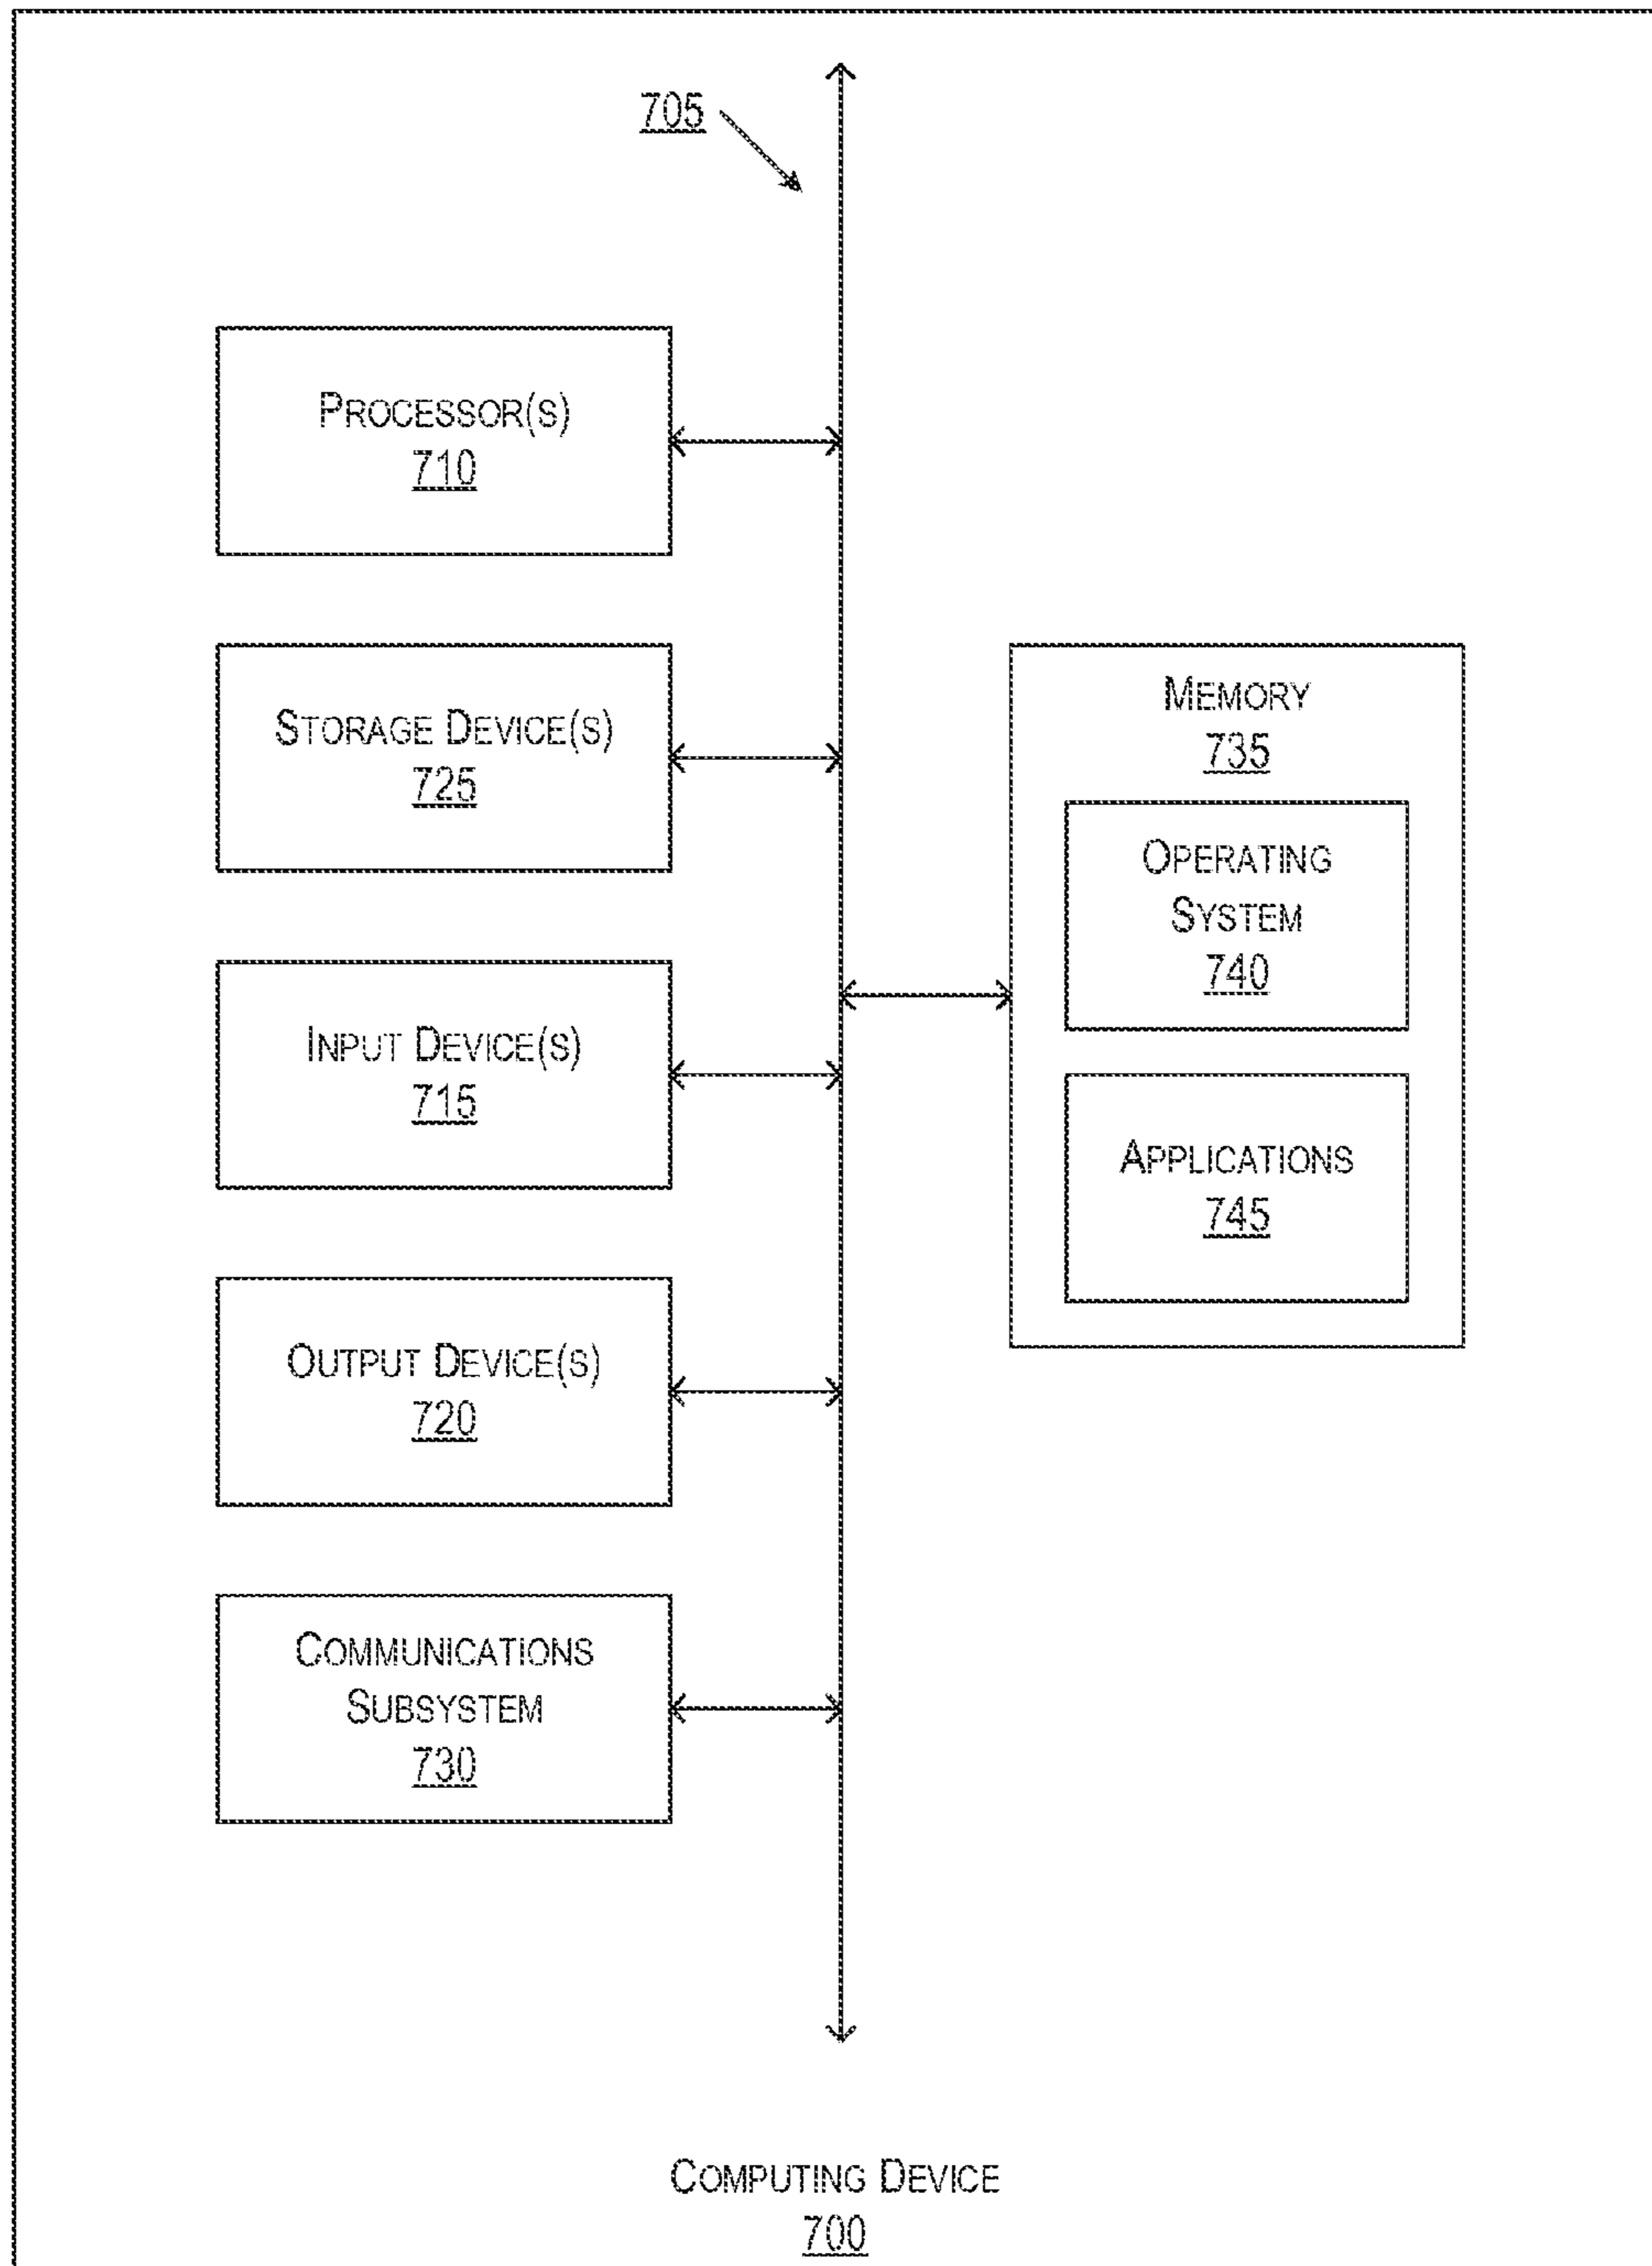 705
PROCESSOR(S)
710
STORAGE DEVICE(S)
725
INPUT DEVICE(S)
715
OUTPUT DEVICE(S)
720
COMMUNICATIONS
SUBSYSTEM
730
MEMORY
735
OPERATING
SYSTEM
740
APPLICATIONS
745
COMPUTING DEVICE
700